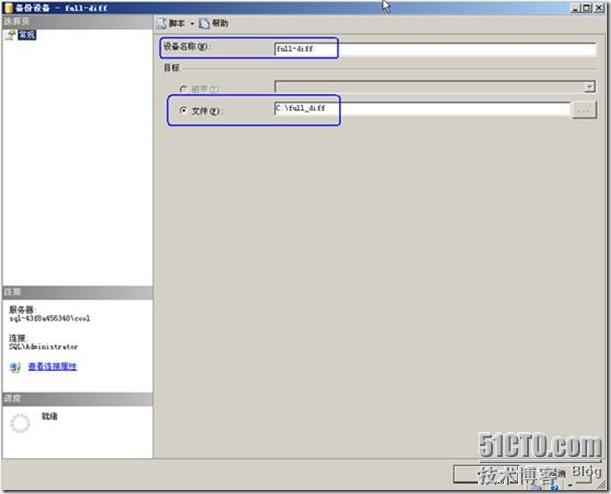 备份设备 - full-diff
选择页
常规
脚本
帮助
设备名称(N):
full-diff
目标
磁带(T):
文件(F):
C:\full_diff
...
连接
服务器:
sql-43f8a456348\cool
连接:
SQL\Administrator
查看连接属性
进度
就绪
51CTO.com
技术博客
Blog